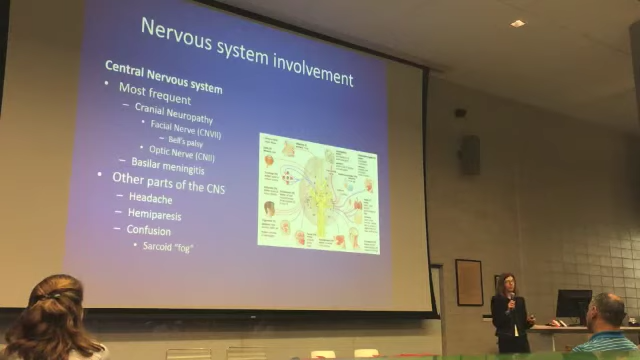 Nervous system involvement
Central Nervous system
• Most frequent
– Cranial Neuropathy
• Facial Nerve (CNVII)
– Bell's palsy
• Optic Nerve (CNII)
– Basilar meningitis
• Other parts of the CNS
– Headache
– Hemiparesis
– Confusion
• Sarcoid "fog"